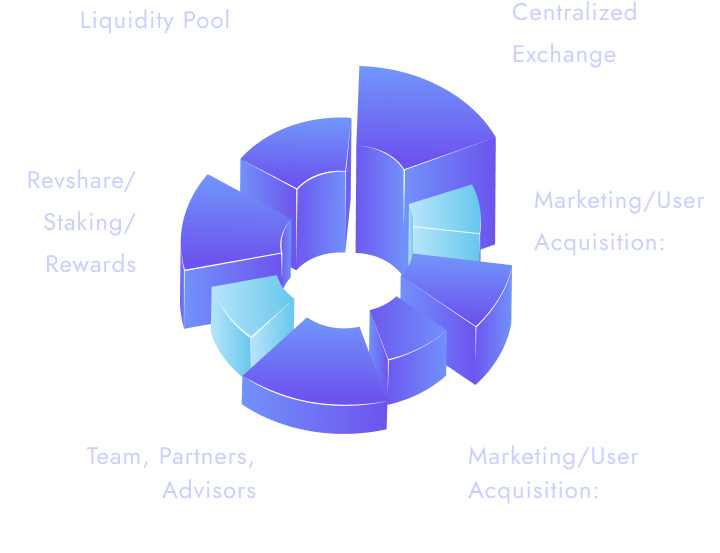 Liquidity Pool
Centralized
Exchange
Revshare/
Staking/
Rewards
Marketing/User
Acquisition:
Team, Partners,
Advisors
Marketing/User
Acquisition: